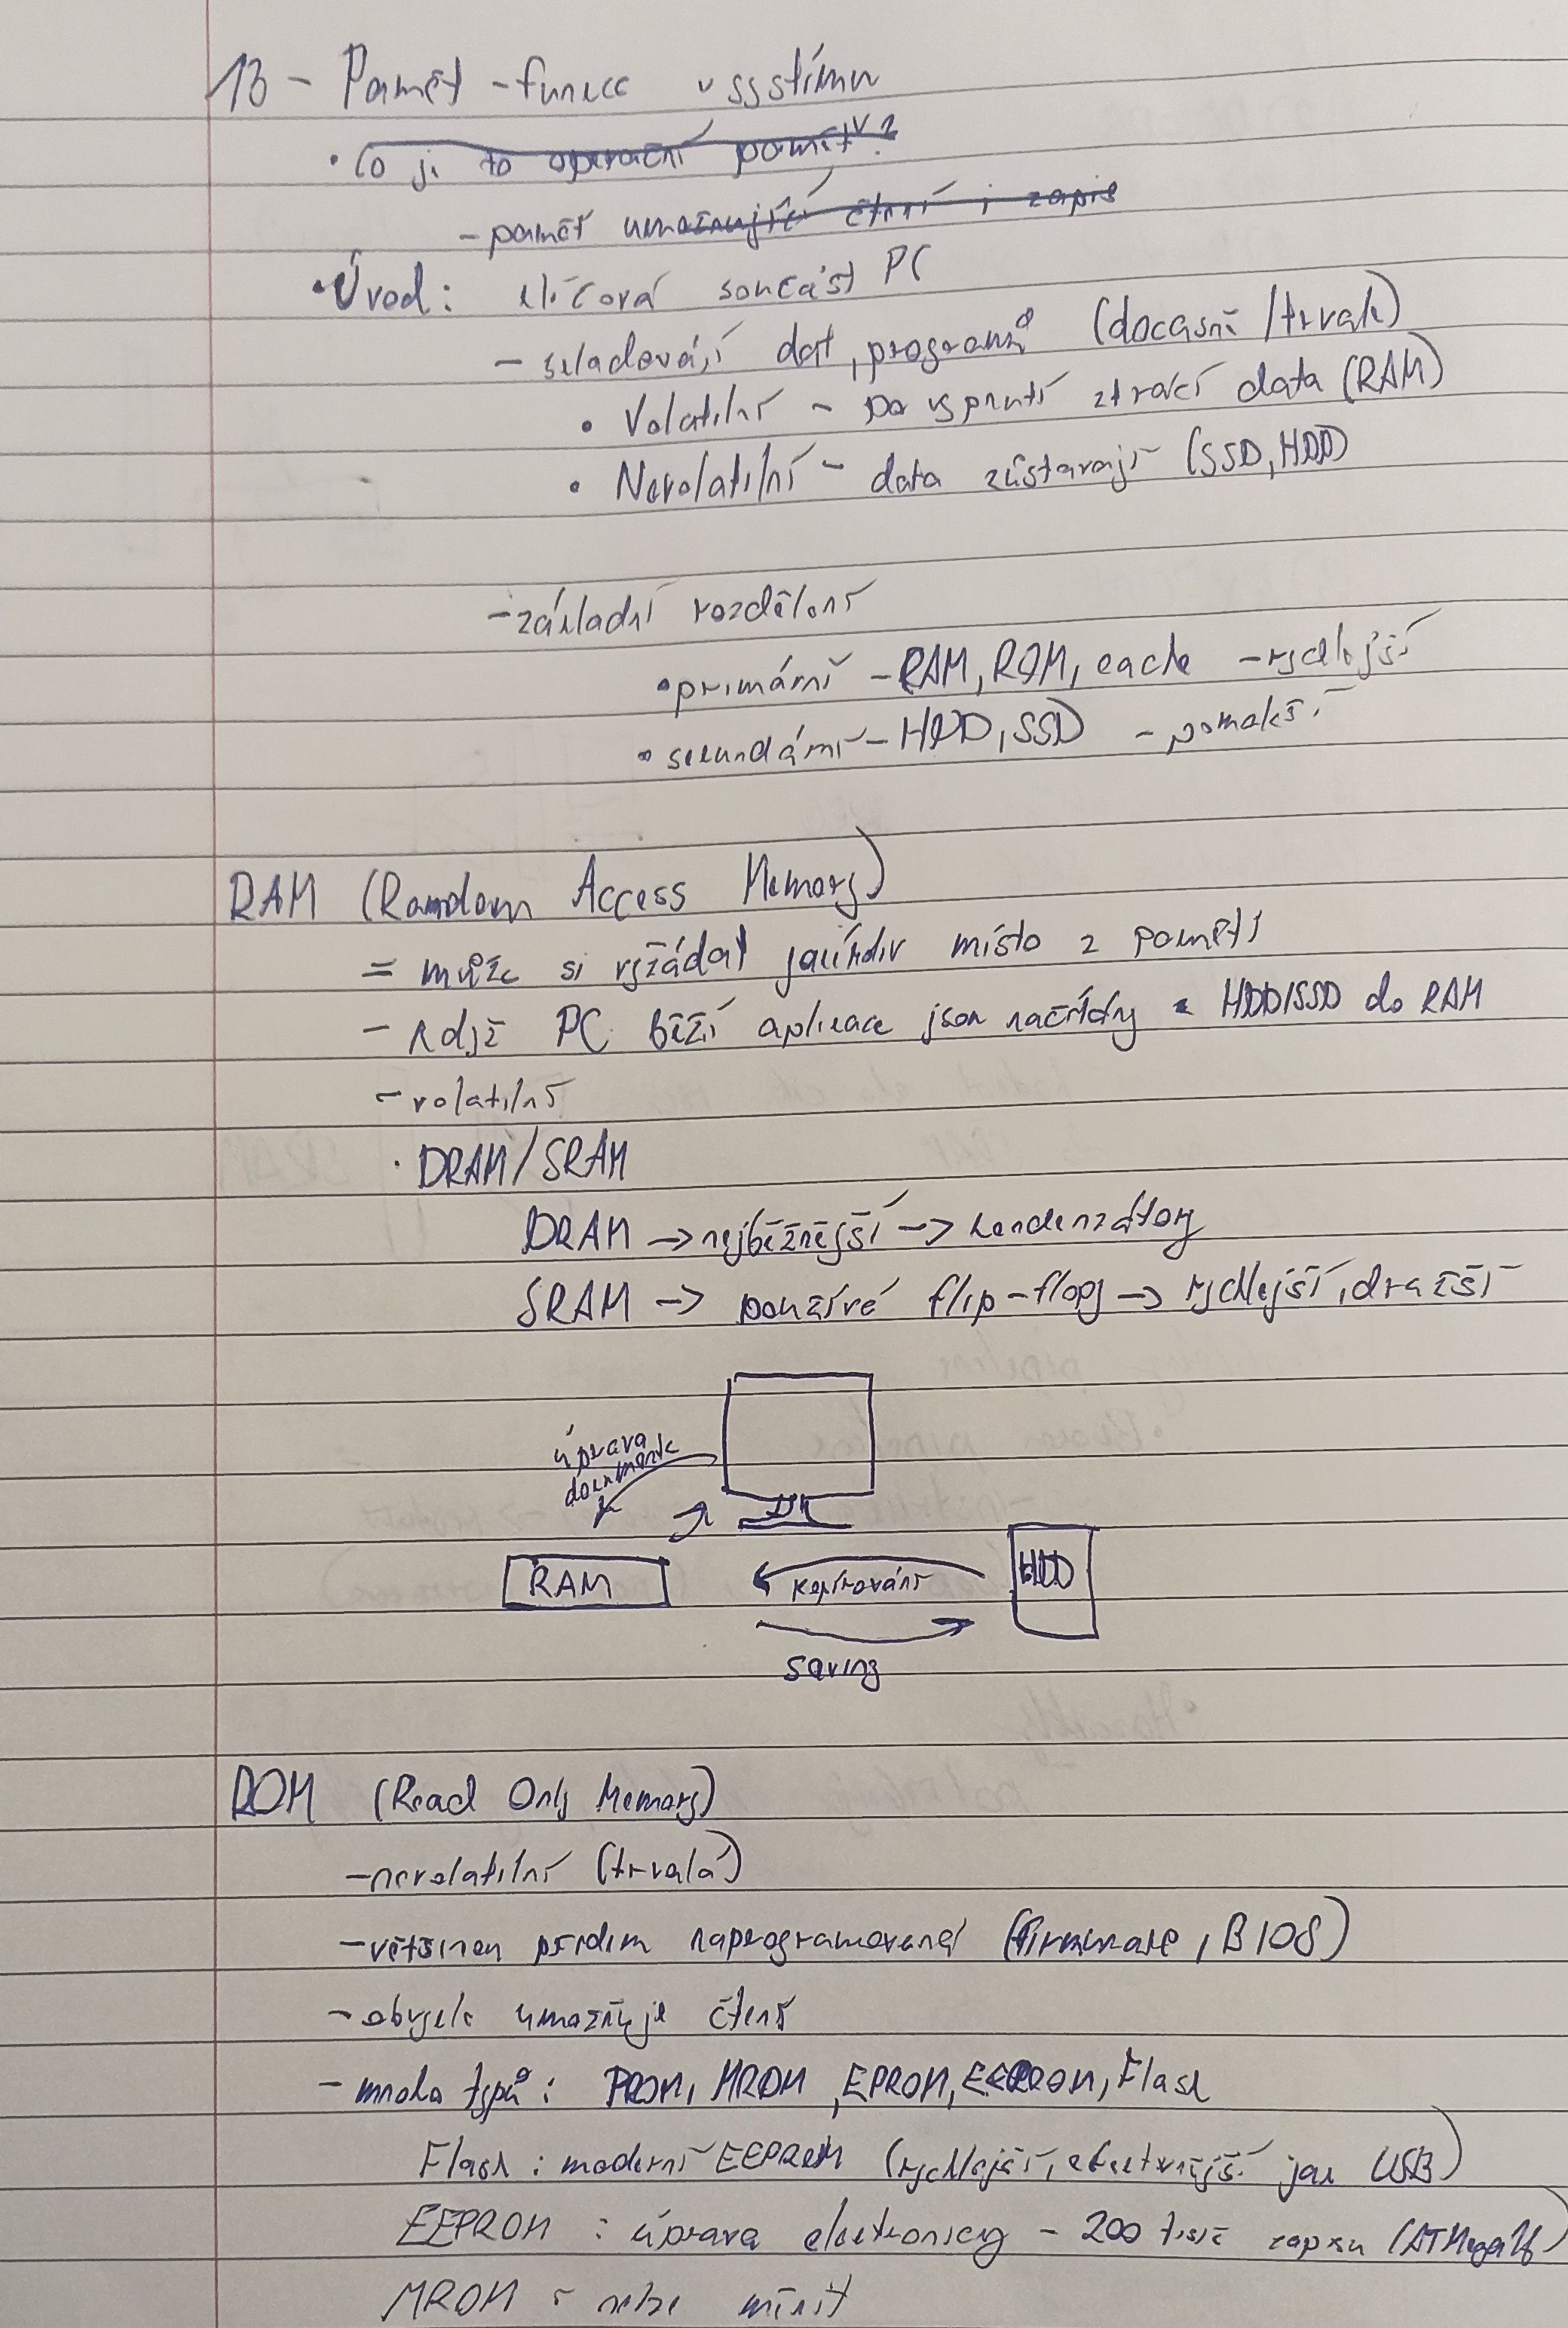 13 - Paměť - funkce v systému
• Co je to operační paměť?
- paměť umožnující čtení i zápis
• Úvod: klíčová součást PC
- skladování dat, programů (dočasně/trvale)
• Volatilní - po vypnutí ztrácí data (RAM)
• Nevolatilní - data zůstavají (SSD, HDD)
- základní rozdělení
• primární - RAM, ROM, cache - rychlejší
• sekundární - HDD, SSD - pomalejší
RAM (Random Access Memory)
= může si vyžádat jakýkoliv místo z paměti
- když PC běží aplikace jsou načítány z HDD/SSD do RAM
- volatilní
• DRAM/SRAM
DRAM -> nejběžnější -> kondenzátory
SRAM -> používá flip-flopy -> rychlejší, dražší
úprava
dokumentu
RAM
kopírování
HDD
saving
ROM (Read Only Memory)
- nevolatilní (trvalá)
- většinou předem naprogramovaná (firmware, BIOS)
- obvykle umožňuje čtení
- mnoho typů: PROM, MROM, EPROM, EEPROM, Flash
Flash: moderní EEPROM (rychlejší, efektivnější jak USB)
EEPROM: úprava elektronicky - 200 tisíc zápisu (ATMega16)
MROM: nelze měnit